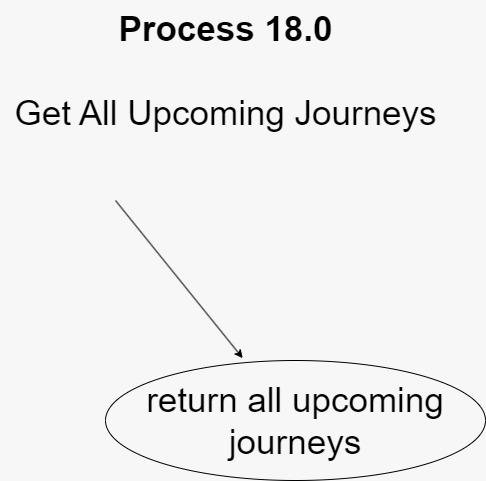 Process 18.0
Get All Upcoming Journeys
return all upcoming
journeys